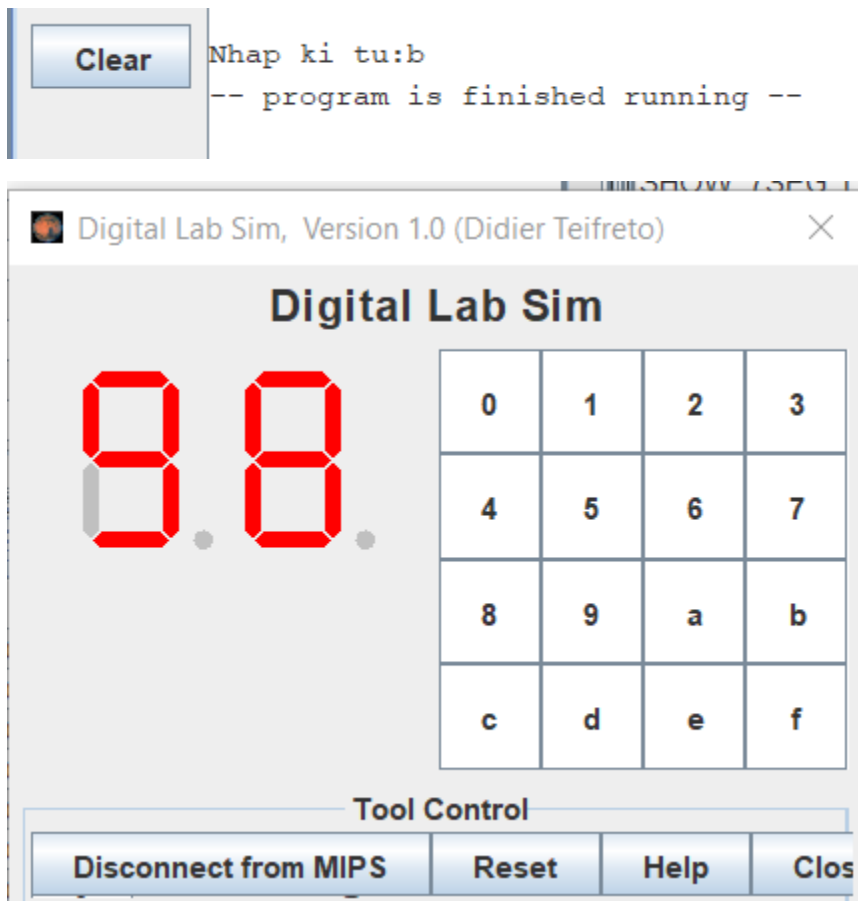 Clear
Nhap ki tu:b
-- program is finished running --
SHOW 7SEG
Digital Lab Sim, Version 1.0 (Didier Teifreto)
Digital Lab Sim
98
0 1 2 3
4 5 6 7
8 9 a b
c d e f
Tool Control
Disconnect from MIPS Reset Help Clos